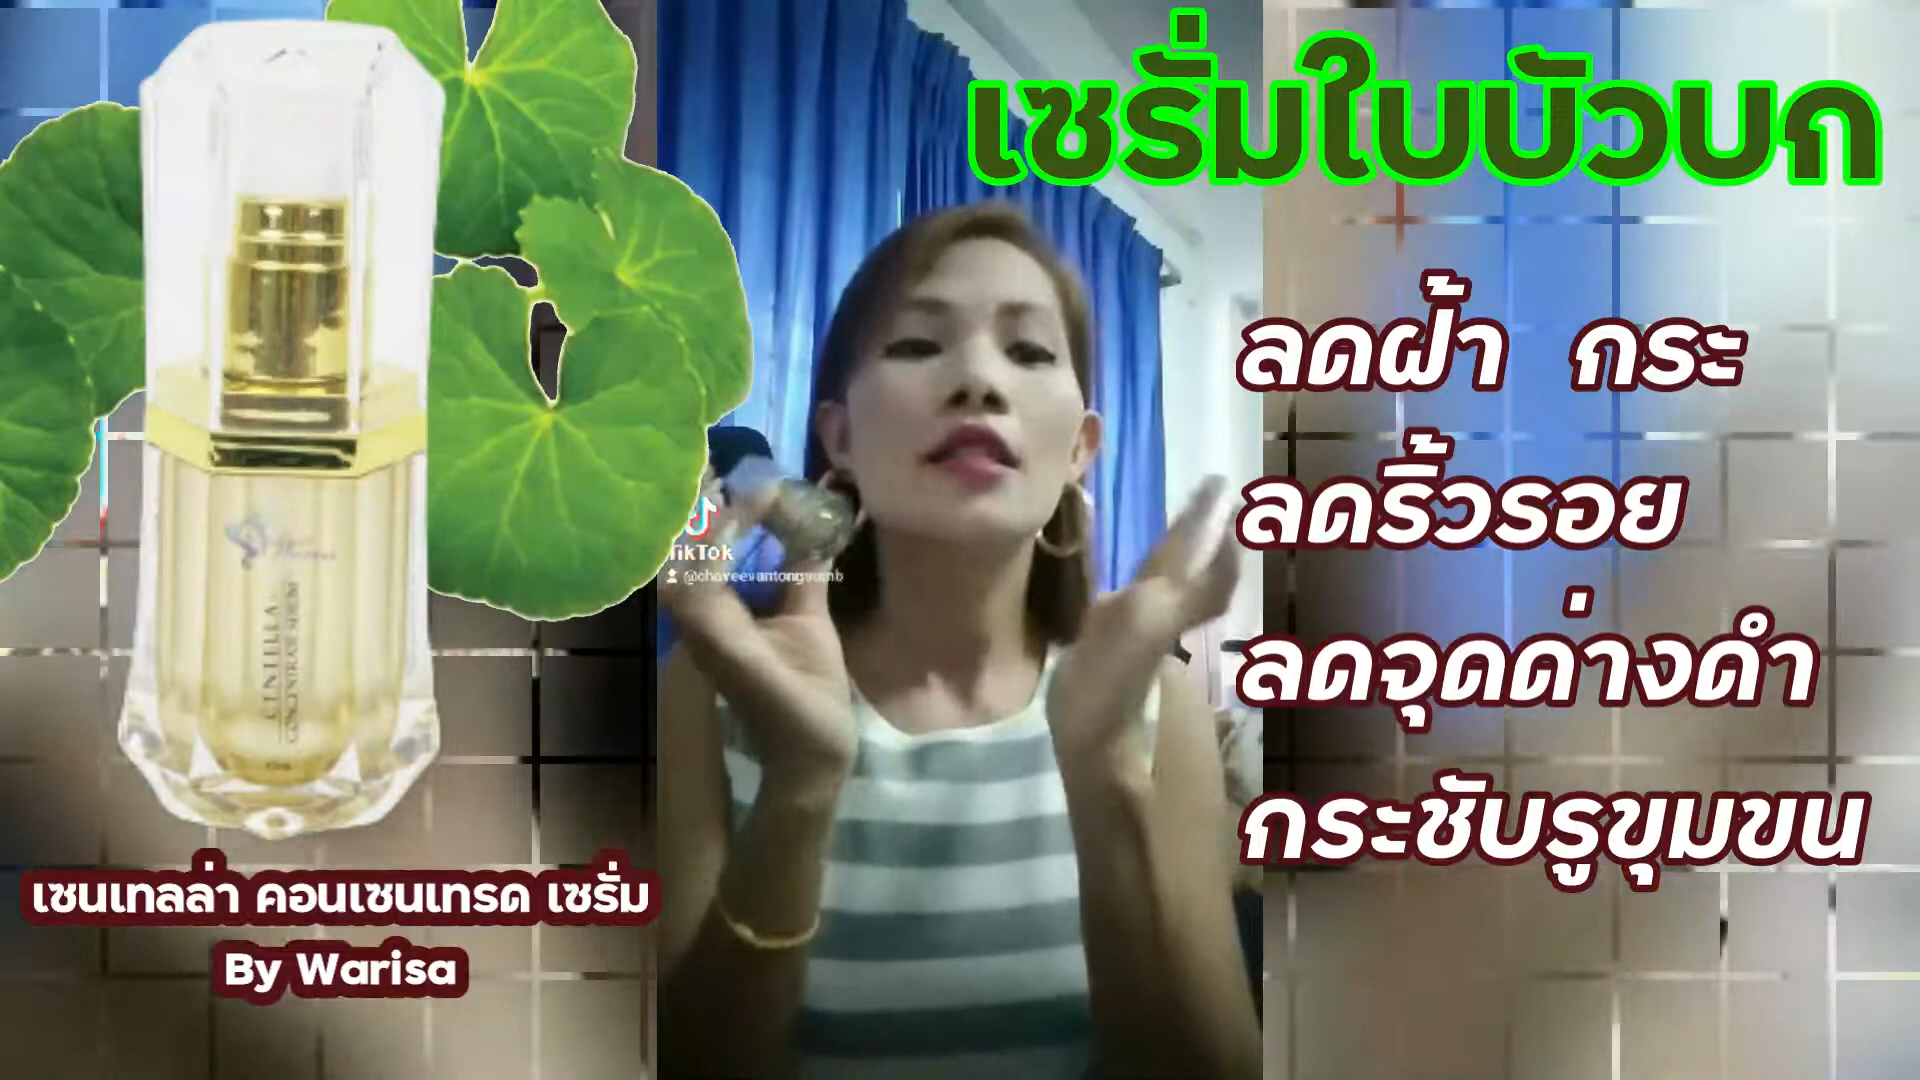 เซรั่มใบบัวบก
ลดฝ้า กระ
ลดริ้วรอย
ลดจุดด่างดำ
กระชับรูขุมขน
CENTELLA
CONCENTRATE SERUM
TikTok
เซนเทลล่า คอนเซนเทรด เซรั่ม
By Warisa